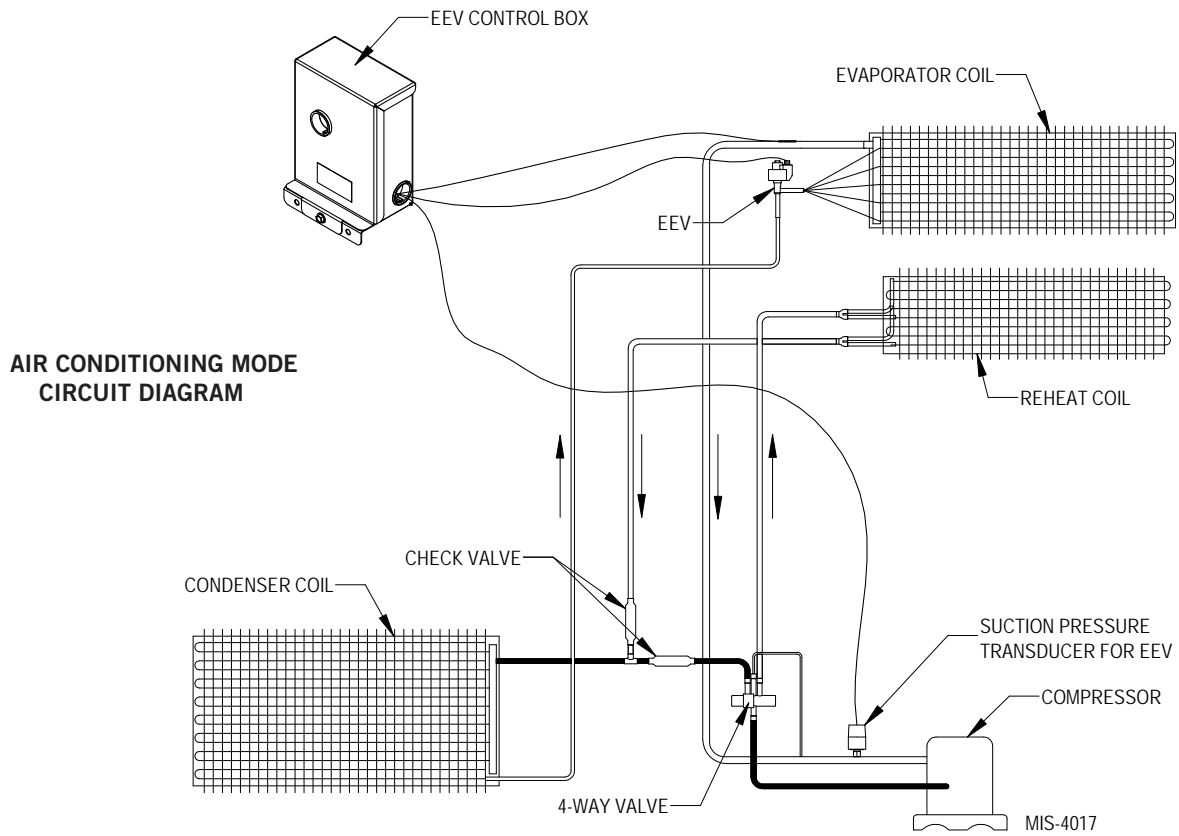 EEV CONTROL BOX
EVAPORATOR COIL
EEV
AIR CONDITIONING MODE
CIRCUIT DIAGRAM
REHEAT COIL
CHECK VALVE
CONDENSER COIL
SUCTION PRESSURE
TRANSDUCER FOR EEV
COMPRESSOR
4-WAY VALVE
MIS-4017